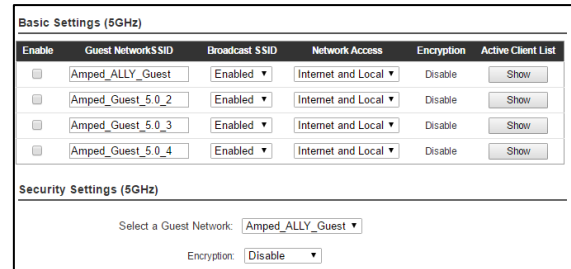 Basic Settings (5GHz)
Enable Guest NetworkSSID Broadcast SSID Network Access Encryption Active Client List
Amped_ALLY_Guest Enabled Internet and Local Disable Show
Amped_Guest_5.0_2 Enabled Internet and Local Disable Show
Amped_Guest_5.0_3 Enabled Internet and Local Disable Show
Amped_Guest_5.0_4 Enabled Internet and Local Disable Show
Security Settings (5GHz)
Select a Guest Network: Amped_ALLY_Guest
Encryption: Disable